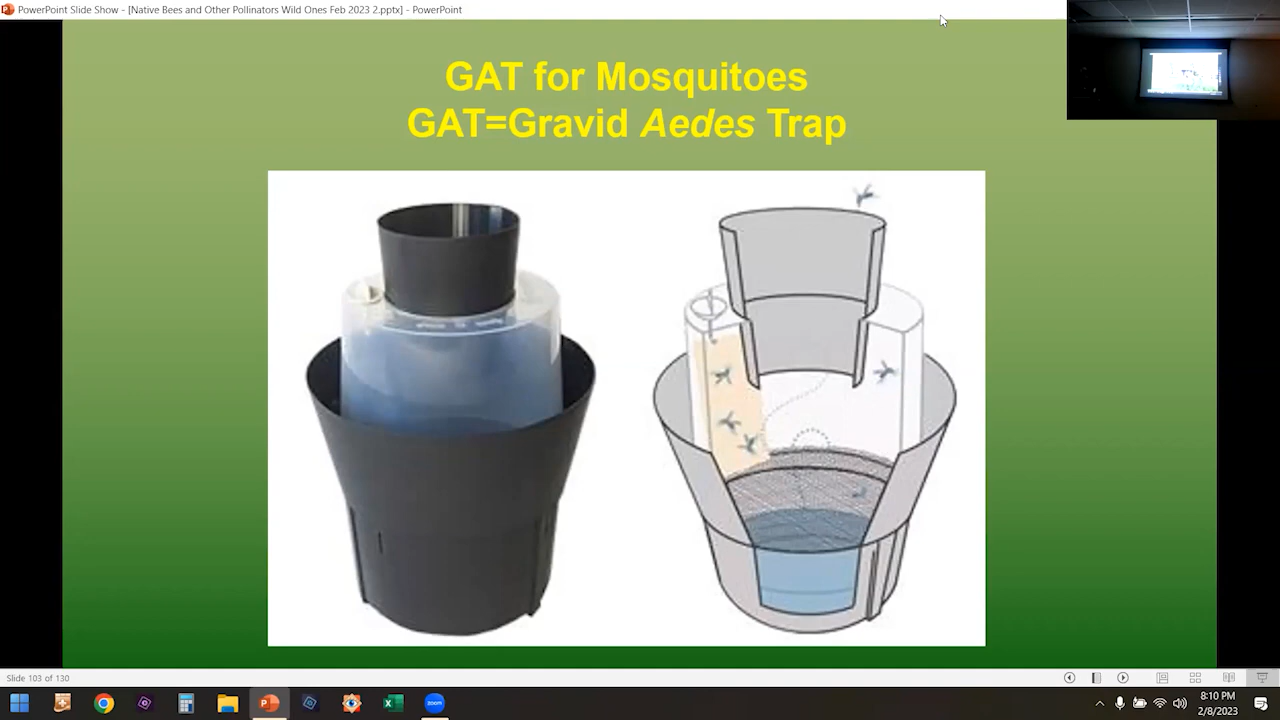 PowerPoint Slide Show - [Native Bees and Other Pollinators Wild Ones Feb 2023 2.pptx] - PowerPoint
GAT for Mosquitoes
GAT=Gravid Aedes Trap
Slide 103 of 130
zoom
8:10 PM
2/8/2023